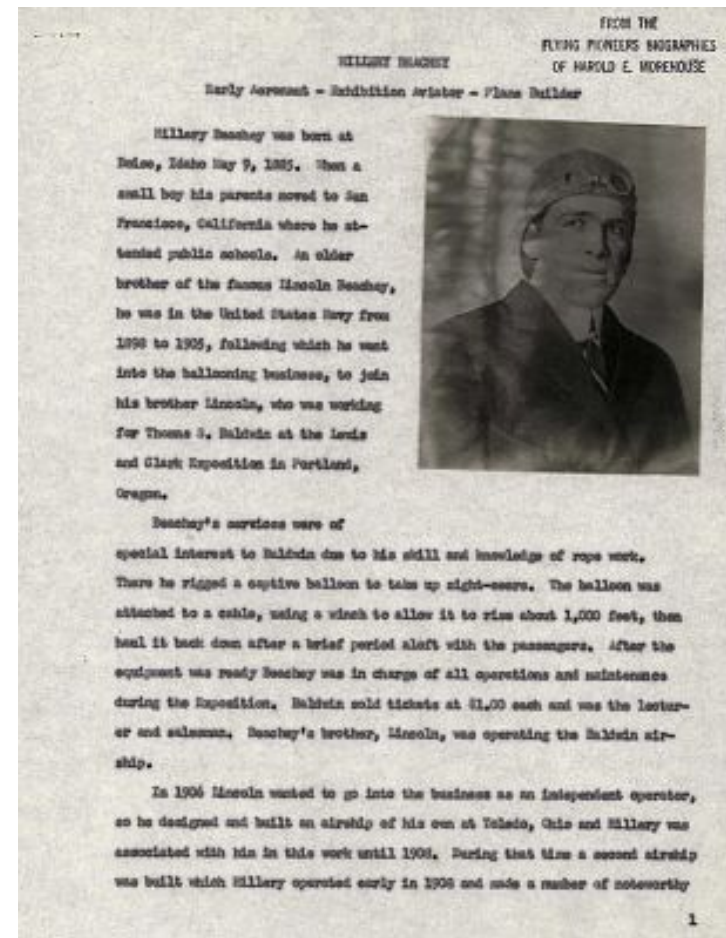 FROM THE
FLYING PIONEERS BIOGRAPHIES
OF HAROLD E. MOREHOUSE
HILLERY BEACHEY
Early Aeronaut - Exhibition Aviator - Plane Builder
Hillery Beachey was born at
Boise, Idaho May 9, 1885. When a
small boy his parents moved to San
Francisco, California where he at-
tended public schools. An older
brother of the famous Lincoln Beachey,
he was in the United States Navy from
1898 to 1905, following which he went
into the ballooning business, to join
his brother Lincoln, who was working
for Thomas S. Baldwin at the Lewis
and Clark Exposition in Portland,
Oregon.
Beachey's services were of
special interest to Baldwin due to his skill and knowledge of rope work.
There he rigged a captive balloon to take up sight-seers. The balloon was
attached to a cable, using a winch to allow it to rise about 1,000 feet, then
haul it back down after a brief period aloft with the passengers. After the
equipment was ready Beachey was in charge of all operations and maintenance
during the Exposition. Baldwin sold tickets at $1.00 each and was the lectur-
er and salesman. Beachey's brother, Lincoln, was operating the Baldwin air-
ship.
In 1906 Lincoln wanted to go into the business as an independent operator,
so he designed and built an airship of his own at Toledo, Ohio and Hillery was
associated with him in this work until 1908. During that time a second airship
was built which Hillery operated early in 1908 and made a number of noteworthy
1